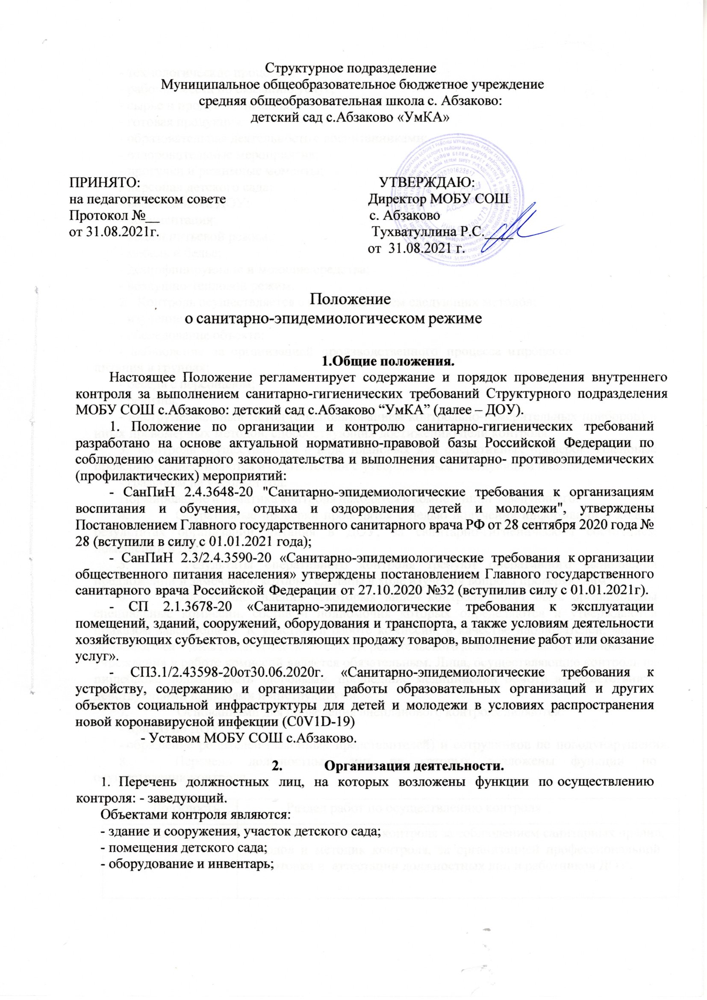 Структурное подразделение
Муниципальное общеобразовательное бюджетное учреждение
средняя общеобразовательная школа с. Абзаково:
детский сад с.Абзаково «УмКА»
ПРИНЯТО:
на педагогическом совете
Протокол №__
от 31.08.2021г.
УТВЕРЖДАЮ:
Директор МОБУ СОШ
с. Абзаково
Тухватуллина Р.С.____
от 31.08.2021 г.
Положение
о санитарно-эпидемиологическом режиме
1.Общие положения.
Настоящее Положение регламентирует содержание и порядок проведения внутреннего
контроля за выполнением санитарно-гигиенических требований Структурного подразделения
МОБУ СОШ с.Абзаково: детский сад с.Абзаково “УмКА” (далее – ДОУ).
1. Положение по организации и контролю санитарно-гигиенических требований
разработано на основе актуальной нормативно-правовой базы Российской Федерации по
соблюдению санитарного законодательства и выполнения санитарно- противоэпидемических
(профилактических) мероприятий:
- СанПиН 2.4.3648-20 "Санитарно-эпидемиологические требования к организациям
воспитания и обучения, отдыха и оздоровления детей и молодежи", утверждены
Постановлением Главного государственного санитарного врача РФ от 28 сентября 2020 года №
28 (вступили в силу с 01.01.2021 года);
- СанПиН 2.3/2.4.3590-20 «Санитарно-эпидемиологические требования к организации
общественного питания населения» утверждены постановлением Главного государственного
санитарного врача Российской Федерации от 27.10.2020 №32 (вступилив силу с 01.01.2021г).
- СП 2.1.3678-20 «Санитарно-эпидемиологические требования к эксплуатации
помещений, зданий, сооружений, оборудования и транспорта, а также условиям деятельности
хозяйствующих субъектов, осуществляющих продажу товаров, выполнение работ или оказание
услуг».
- СП3.1/2.43598-20от30.06.2020г. «Санитарно-эпидемиологические требования к
устройству, содержанию и организации работы образовательных организаций и других
объектов социальной инфраструктуры для детей и молодежи в условиях распространения
новой коронавирусной инфекции (C0V1D-19)
- Уставом МОБУ СОШ с.Абзаково.
2. Организация деятельности.
1. Перечень должностных лиц, на которых возложены функции по осуществлению
контроля: - заведующий.
Объектами контроля являются:
- здание и сооружения, участок детского сада;
- помещения детского сада;
- оборудование и инвентарь;